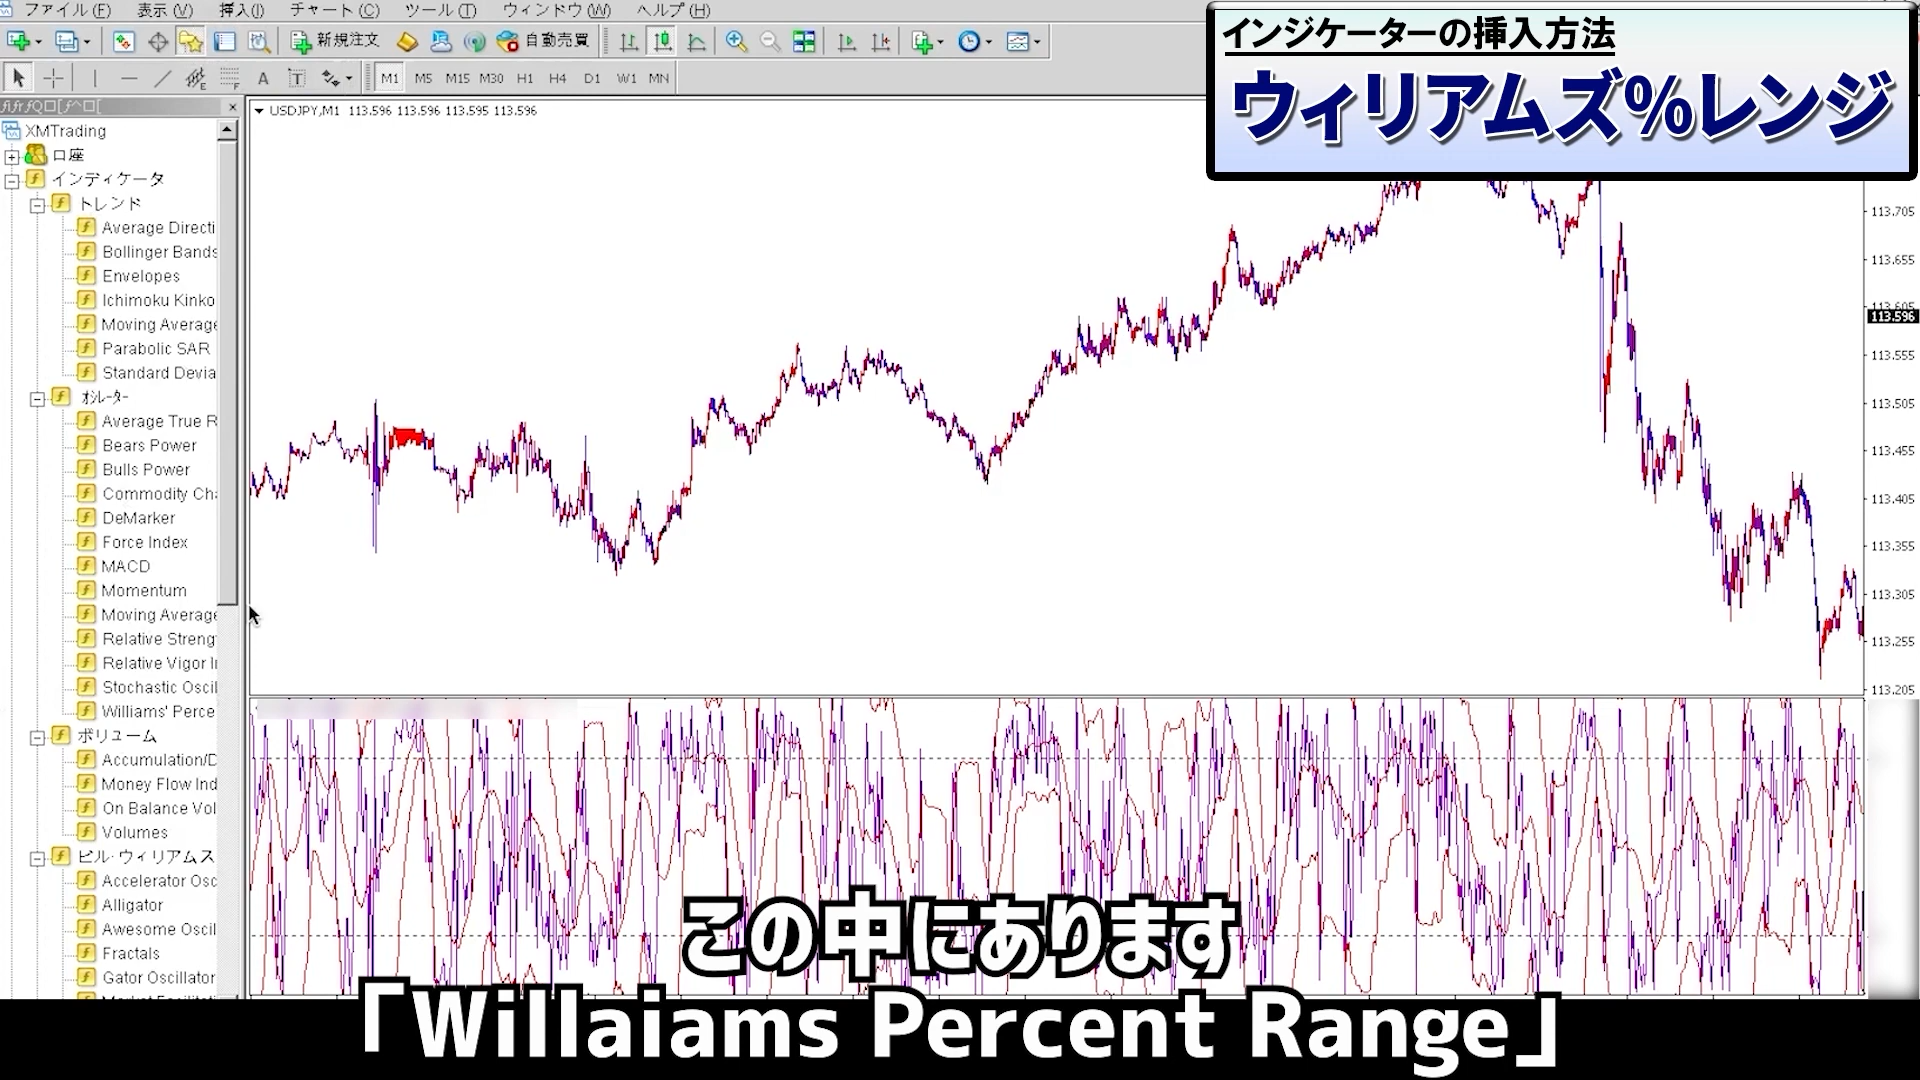 ファイル(F) 表示(V) 挿入(I) チャート(C) ツール(T) ウィンドウ(W) ヘルプ(H)
新規注文 自動売買
A T M1 M5 M15 M30 H1 H4 D1 W1 MN
インジケーターの挿入方法
ウィリアムズ%レンジ
XMTrading
口座
インディケータ
トレンド
Average Directi
Bollinger Bands
Envelopes
Ichimoku Kinko
Moving Average
Parabolic SAR
Standard Devia
オシレーター
Average True R
Bears Power
Bulls Power
Commodity Cha
DeMarker
Force Index
MACD
Momentum
Moving Average
Relative Streng
Relative Vigor I
Stochastic Oscil
Williams' Perce
ボリューム
Accumulation/D
Money Flow Ind
On Balance Vol
Volumes
ビル・ウィリアムス
Accelerator Osc
Alligator
Awesome Oscil
Fractals
Gator Oscillator
USDJPY,M1 113.596 113.596 113.595 113.596
113.705
113.655
113.605
113.596
113.555
113.505
113.455
113.405
113.355
113.305
113.255
113.205
この中にあります
「Willaiams Percent Range」